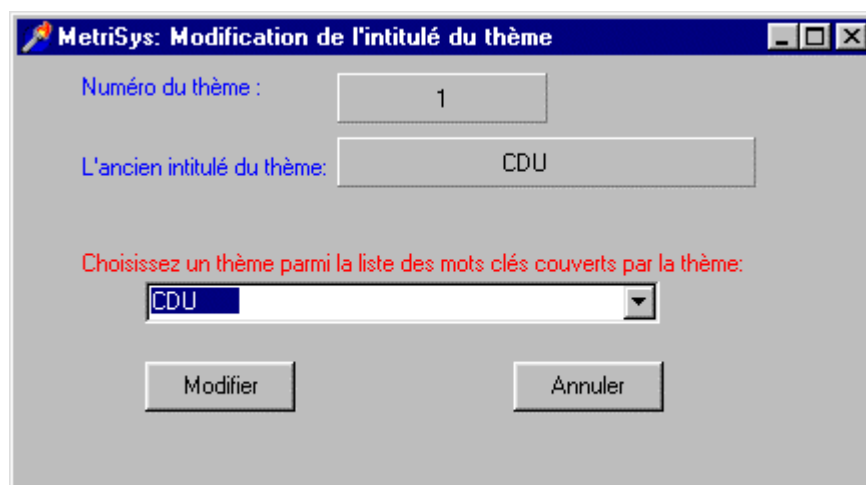 MetriSys: Modification de l'intitulé du thème
Numéro du thème :
1
L'ancien intitulé du thème:
CDU
Choisissez un thème parmi la liste des mots clés couverts par la thème:
CDU
Modifier
Annuler